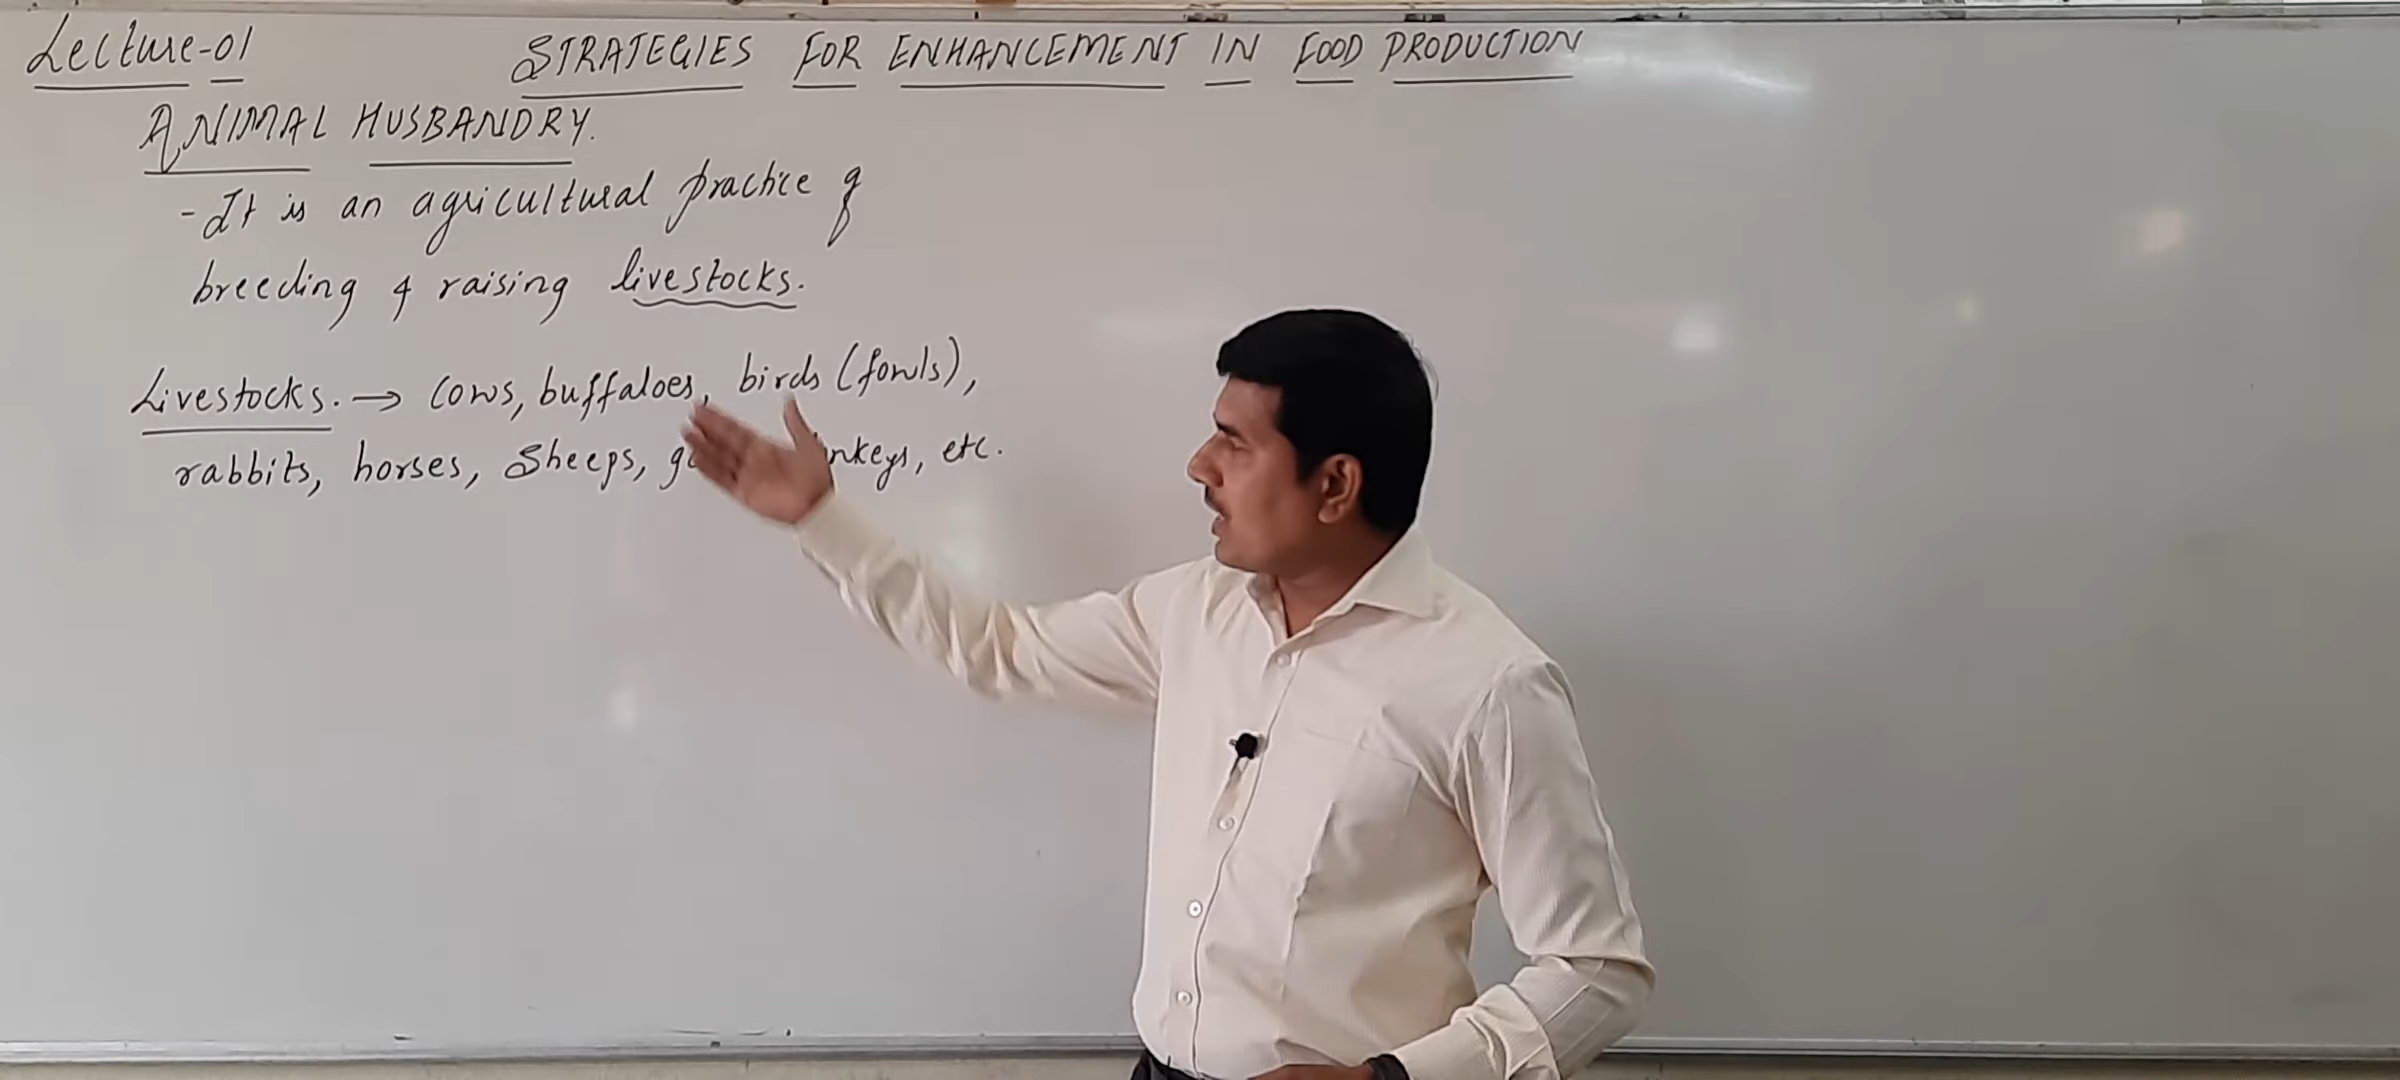 Lecture-01
STRATEGIES FOR ENHANCEMENT IN FOOD PRODUCTION
ANIMAL HUSBANDRY.
- It is an agricultural practice of
breeding & raising livestocks.
Livestocks. → Cows, buffaloes, birds (fowls),
rabbits, horses, Sheeps, etc.